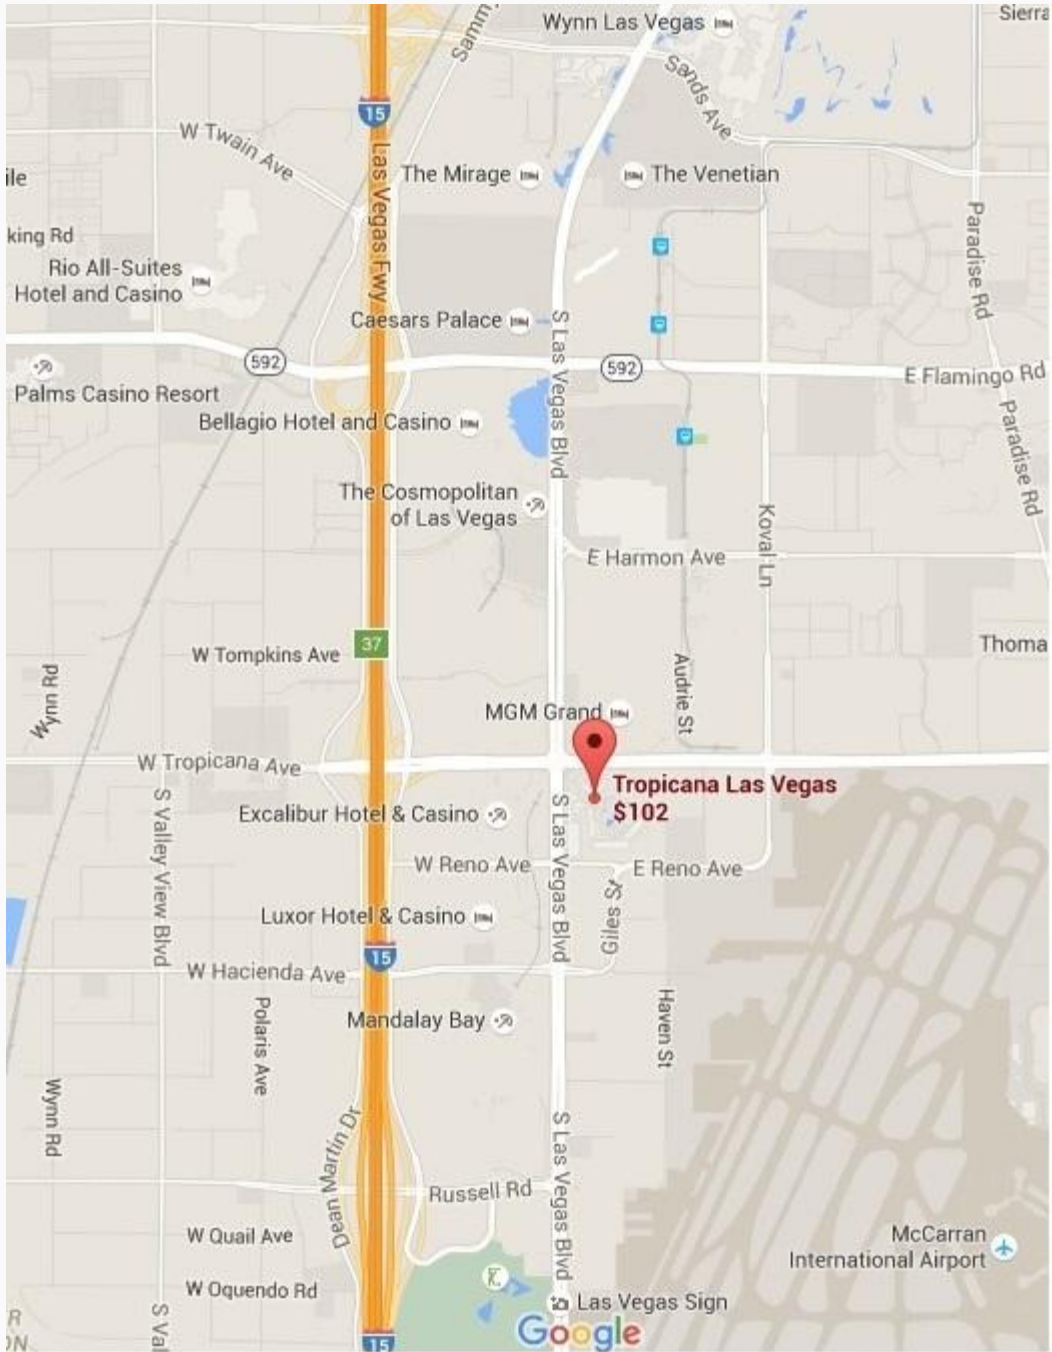 Wynn Las Vegas
Sierra
Sammy
Sands Ave
15
W Twain Ave
Las Vegas Fwy
The Mirage
The Venetian
ile
king Rd
Paradise Rd
Rio All-Suites
Hotel and Casino
Caesars Palace
S Las Vegas Blvd
592
592
E Flamingo Rd
Palms Casino Resort
Bellagio Hotel and Casino
Paradise Rd
The Cosmopolitan
of Las Vegas
Koval Ln
E Harmon Ave
37
W Tompkins Ave
Thoma
Wynn Rd
Audrie St
MGM Grand
W Tropicana Ave
Tropicana Las Vegas
$102
S Valley View Blvd
Excalibur Hotel & Casino
S Las Vegas Blvd
W Reno Ave
E Reno Ave
Giles St
Luxor Hotel & Casino
15
W Hacienda Ave
Polaris Ave
Haven St
Mandalay Bay
Wynn Rd
Dean Martin Dr
S Las Vegas Blvd
Russell Rd
W Quail Ave
McCarran
International Airport
W Oquendo Rd
Las Vegas Sign
S Val
R
ON
15
Google